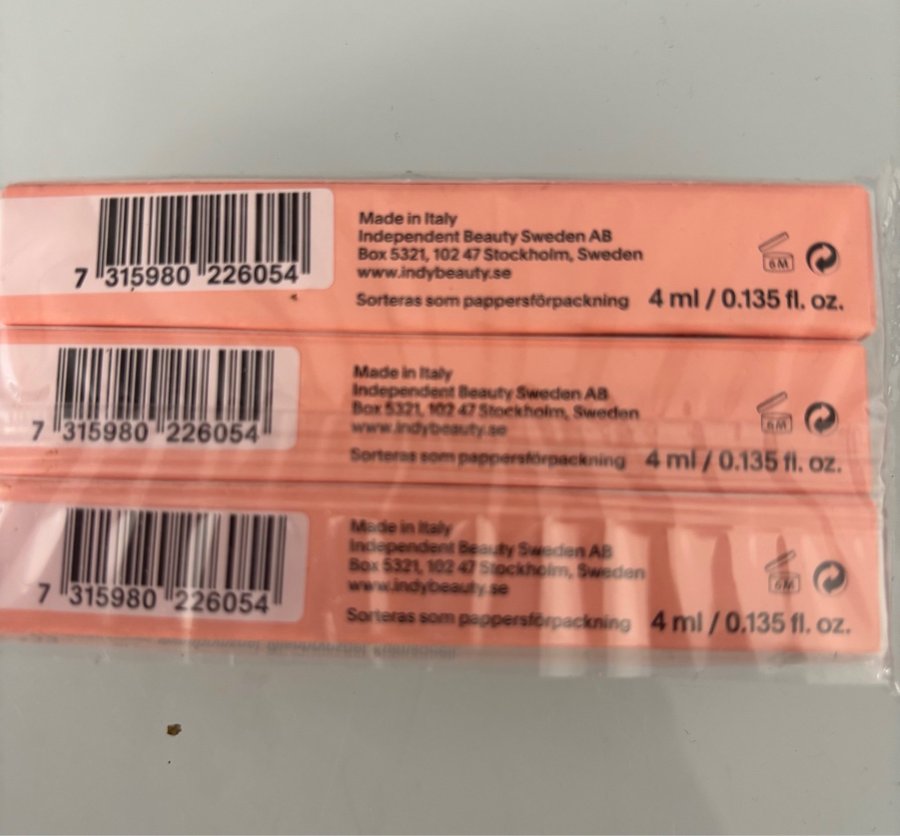 7 315980 226054
Made in Italy
Independent Beauty Sweden AB
Box 5321, 102 47 Stockholm, Sweden
www.indybeauty.se
Sorteras som pappersförpackning 4 ml / 0.135 fl. oz.
6M
7 315980 226054
Made in Italy
Independent Beauty Sweden AB
Box 5321, 102 47 Stockholm, Sweden
www.indybeauty.se
Sorteras som pappersförpackning 4 ml / 0.135 fl. oz.
6M
7 315980 226054
Made in Italy
Independent Beauty Sweden AB
Box 5321, 102 47 Stockholm, Sweden
www.indybeauty.se
Sorteras som pappersförpackning 4 ml / 0.135 fl. oz.
6M